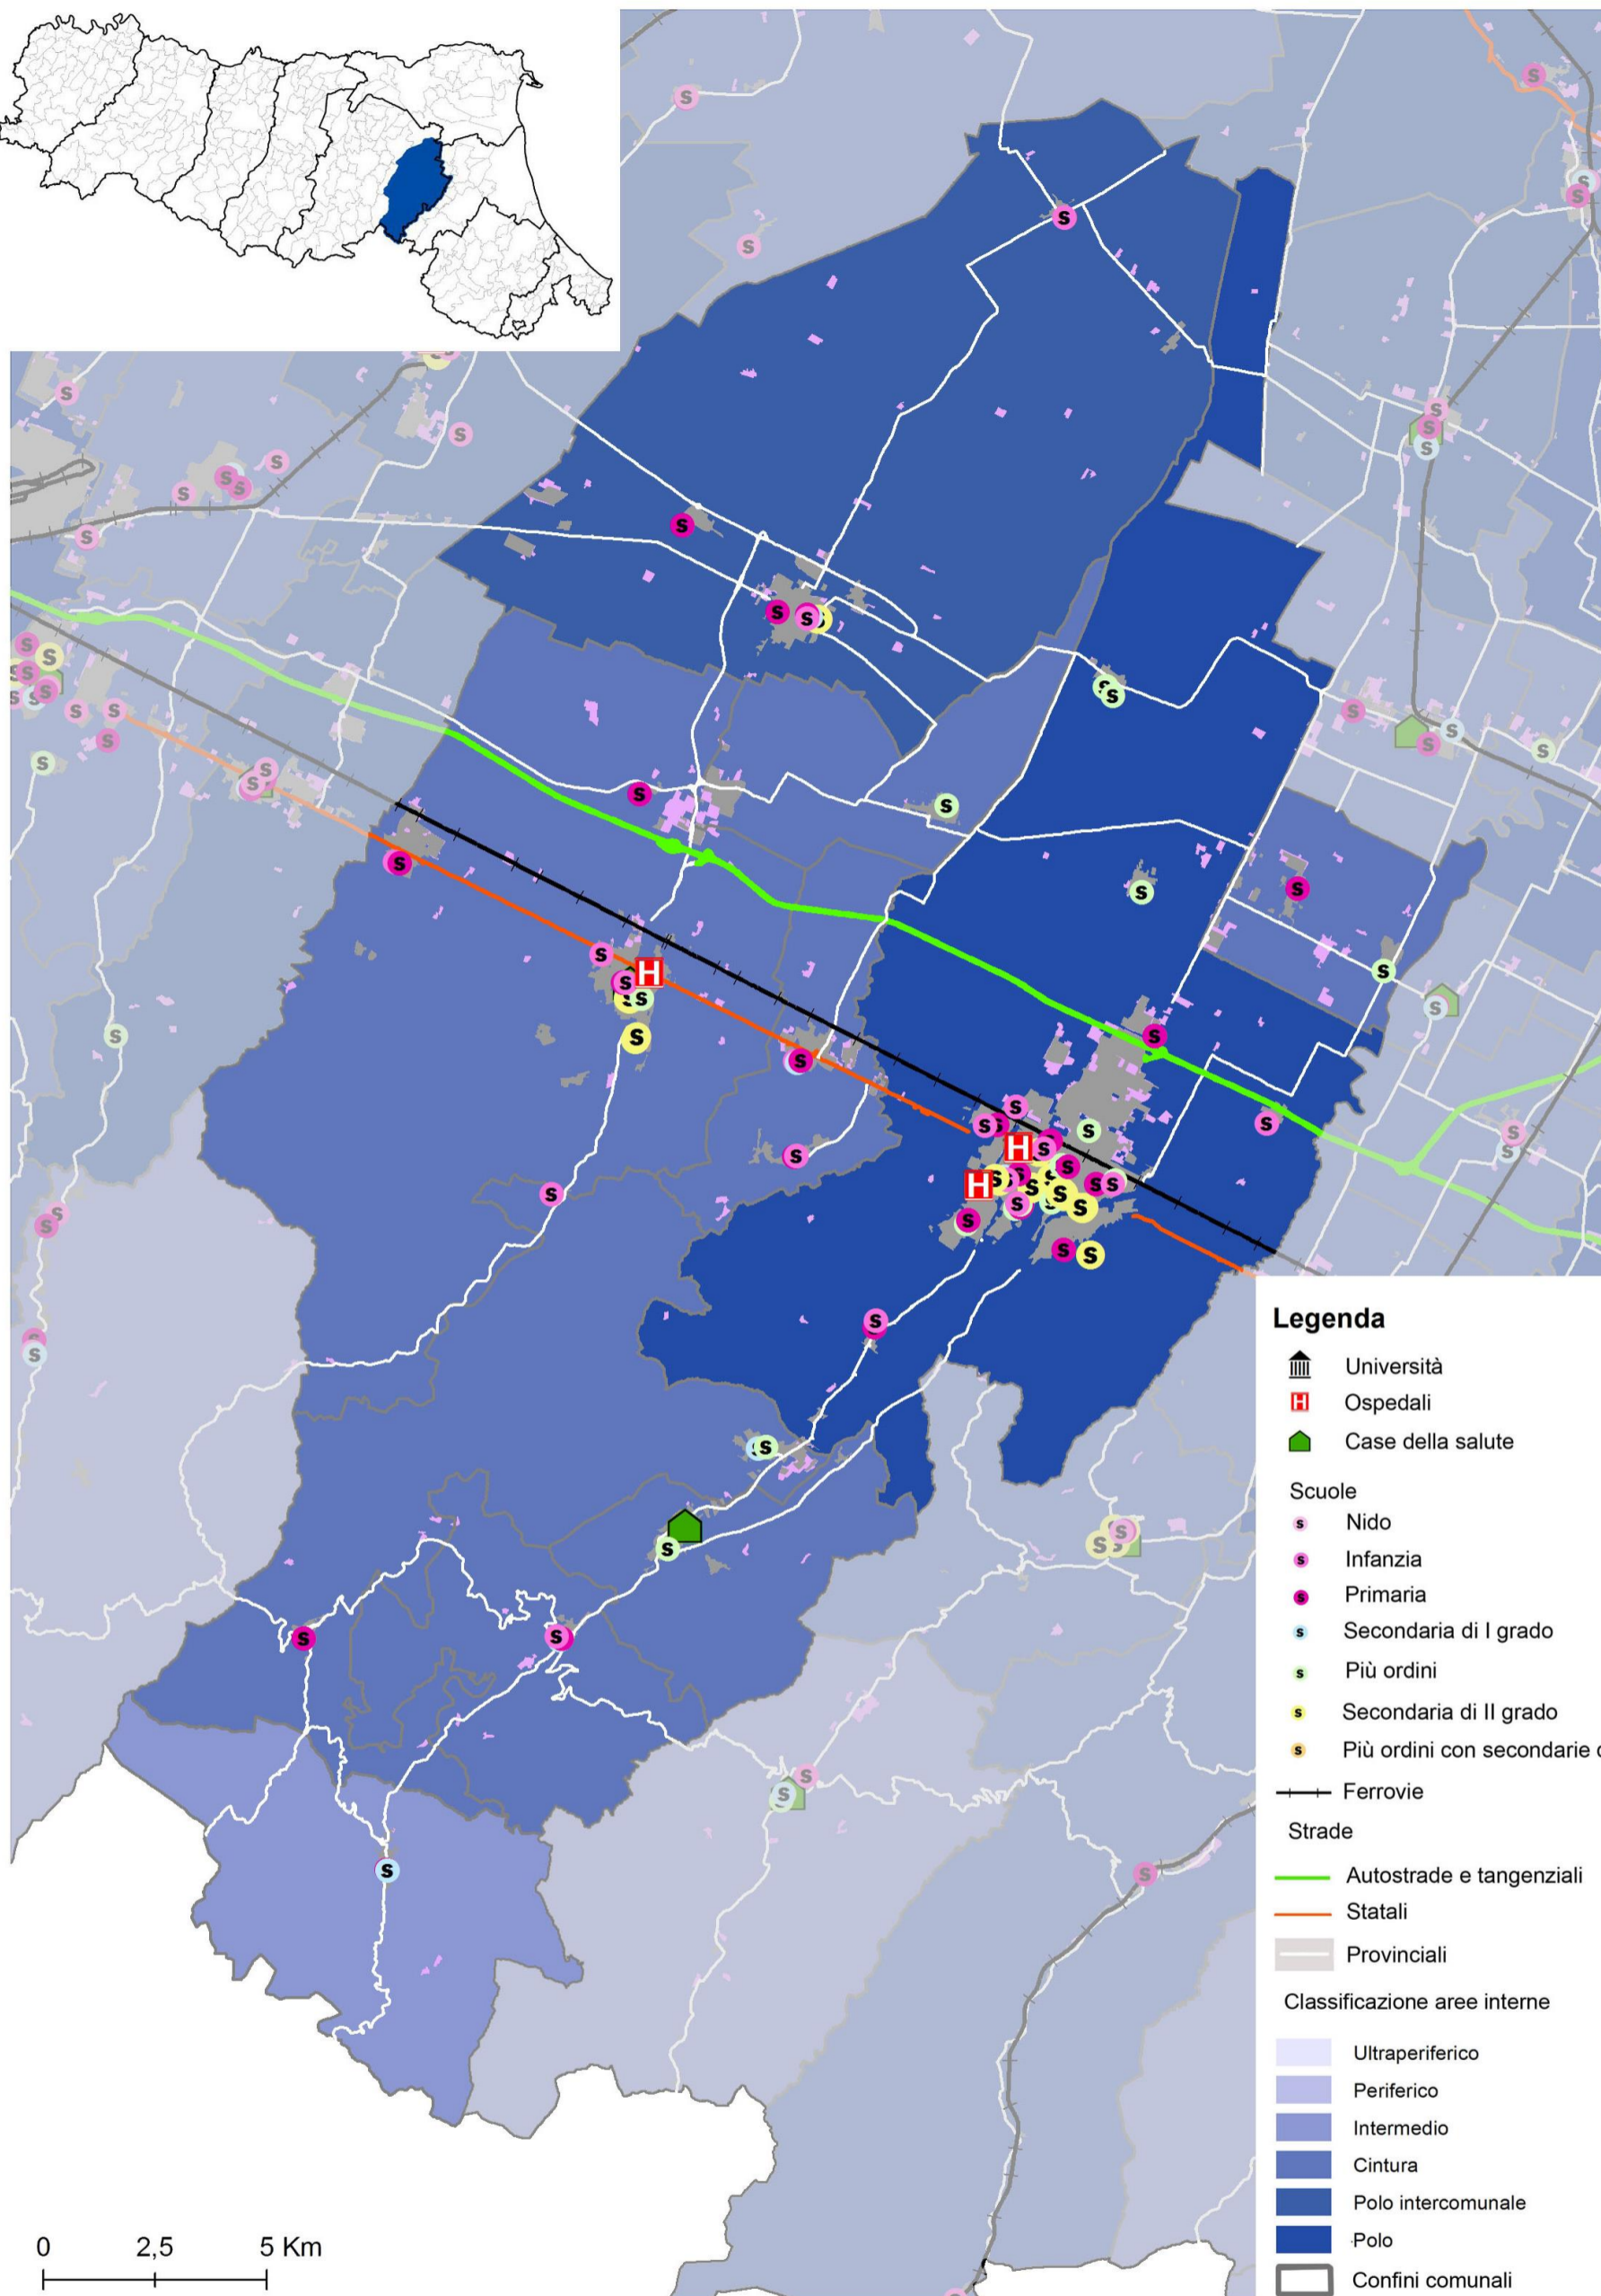 Legenda
Università
H Ospedali
Case della salute
Scuole
s Nido
s Infanzia
s Primaria
s Secondaria di I grado
s Più ordini
s Secondaria di II grado
s Più ordini con secondarie
Ferrovie
Strade
Autostrade e tangenziali
Statali
Provinciali
Classificazione aree interne
Ultraperiferico
Periferico
Intermedio
Cintura
Polo intercomunale
Polo
Confini comunali
0 2,5 5 Km